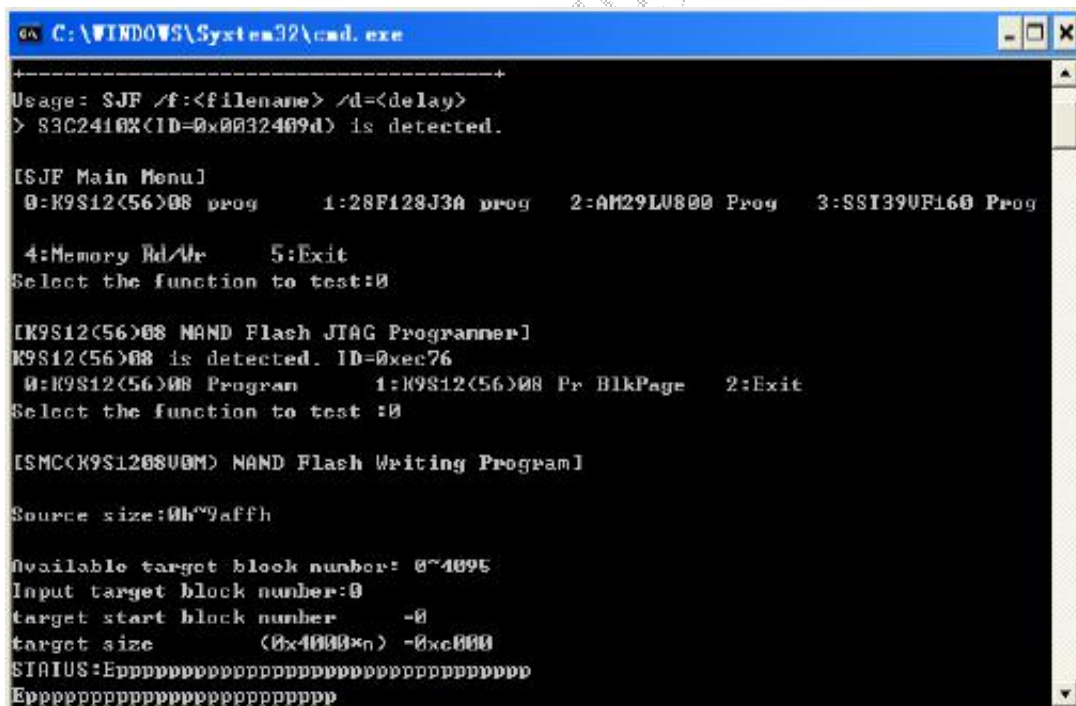 C:\WINDOWS\System32\cmd.exe
+------------------------------------+
Usage: SJF /f:<filename> /d=<delay>
> S3C2410X(ID=0x0032409d) is detected.
[SJF Main Menu]
0:K9S12(56)08 prog 1:28F128J3A prog 2:AM29LV800 Prog 3:SST39VF160 Prog
4:Memory Rd/Wr 5:Exit
Select the function to test:0
[K9S12(56)08 NAND Flash JTAG Programmer]
K9S12(56)08 is detected. ID=0xec76
0:K9S12(56)08 Program 1:K9S12(56)08 Pr BlkPage 2:Exit
Select the function to test :0
[SMC(K9S1208V0M) NAND Flash Writing Program]
Source size:0h~9affh
Available target block number: 0~4095
Input target block number:0
target start block number =0
target size (0x4000*n) =0xc000
STATUS:Epppppppppppppppppppppppppppppppp
Epppppppppppppppppppppppp